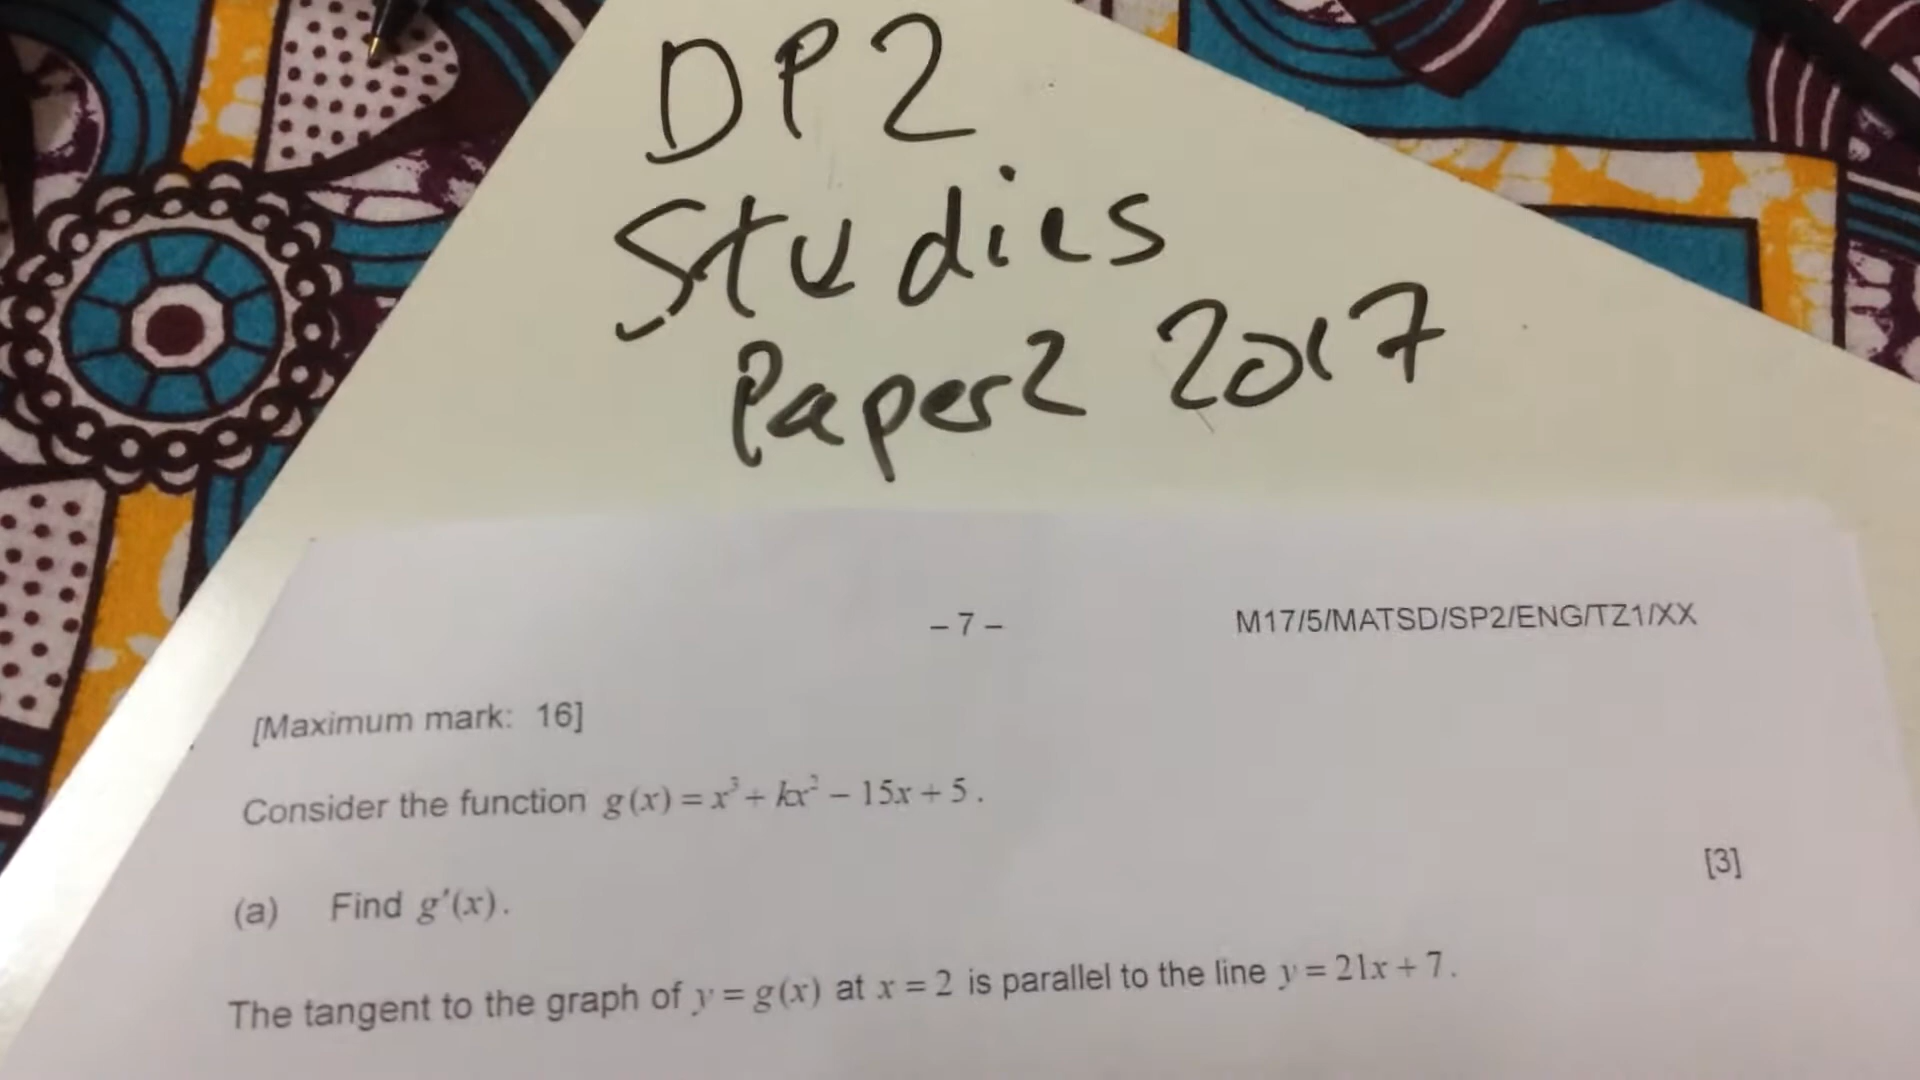 DP2
Studies
Paper2 2017
– 7 –
M17/5/MATSD/SP2/ENG/TZ1/XX
[Maximum mark: 16]
Consider the function g(x) = x³ + kx² – 15x + 5.
[3]
(a) Find g′(x).
The tangent to the graph of y = g(x) at x = 2 is parallel to the line y = 21x + 7.